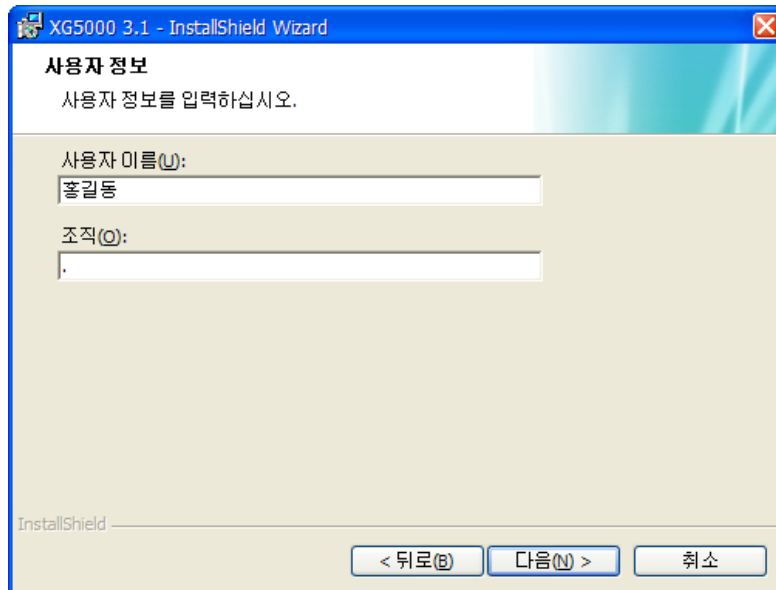 XG5000 3.1 - InstallShield Wizard
사용자 정보
사용자 정보를 입력하십시오.
사용자 이름(U):
홍길동
조직(O):
.
InstallShield
< 뒤로(B) 다음(N) > 취소